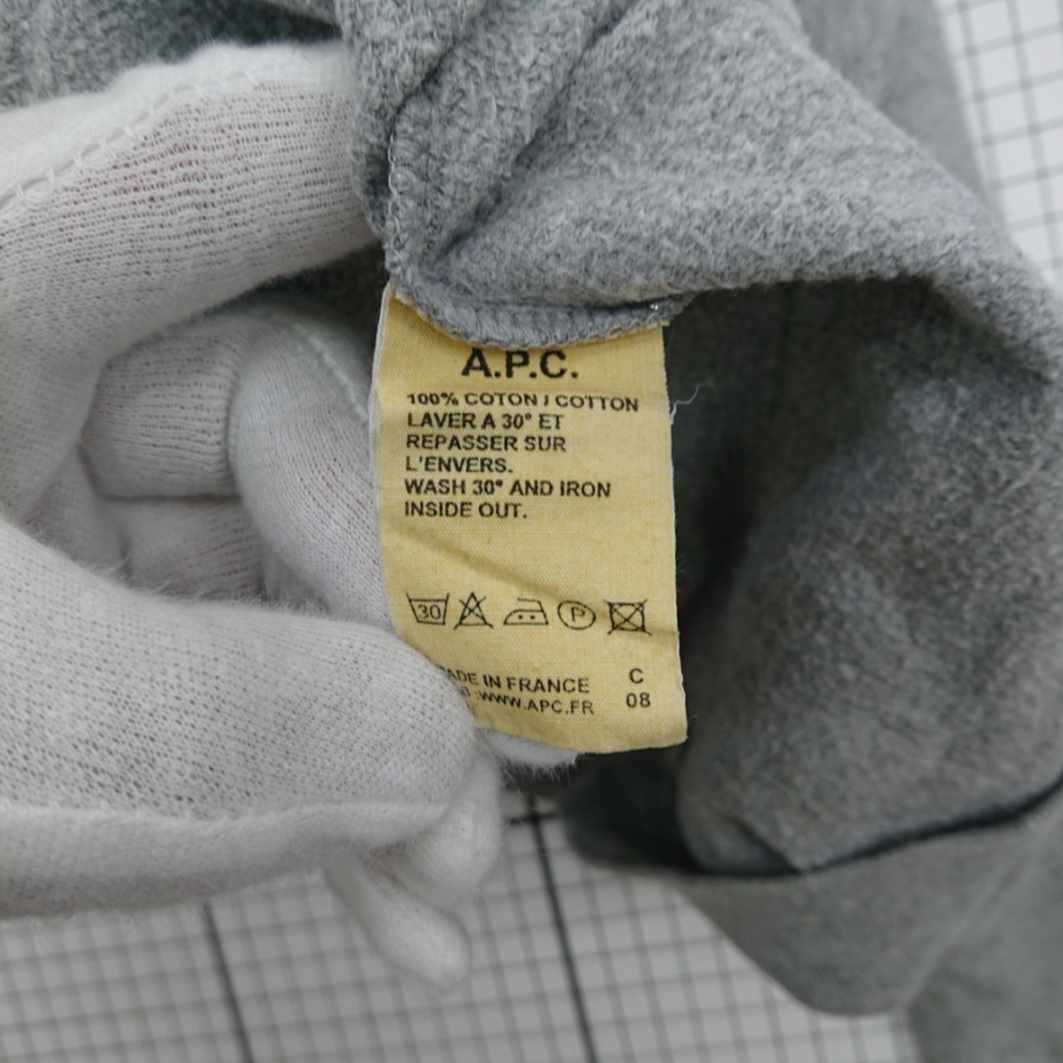 A.P.C.
100% COTON / COTTON
LAVER A 30° ET
REPASSER SUR
L'ENVERS.
WASH 30° AND IRON
INSIDE OUT.
30 P
IN FRANCE C
WWW.APC.FR 08